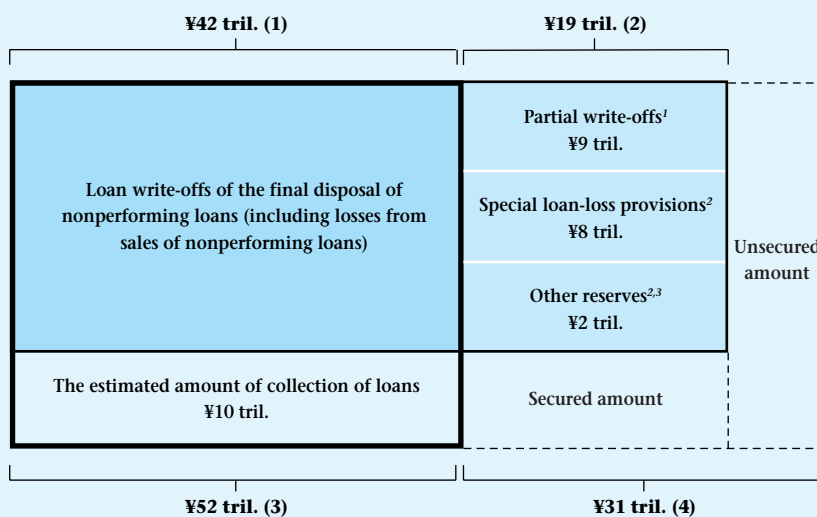 ¥42 tril. (1)
¥19 tril. (2)
Loan write-offs of the final disposal of
nonperforming loans (including losses from
sales of nonperforming loans)
Partial write-offs¹
¥9 tril.
Special loan-loss provisions²
¥8 tril.
Other reserves²,³
¥2 tril.
Unsecured
amount
The estimated amount of collection of loans
¥10 tril.
Secured amount
¥52 tril. (3)
¥31 tril. (4)